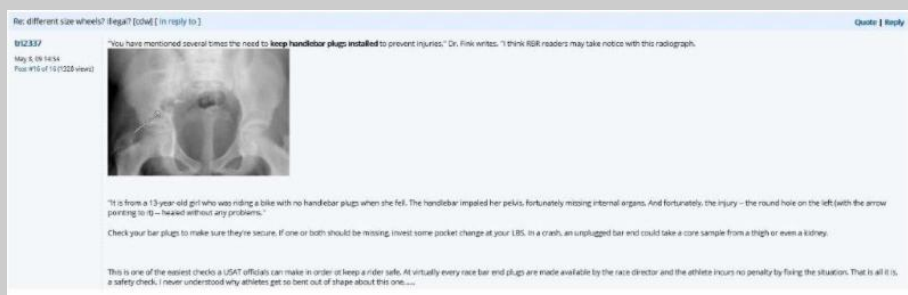 Re: different size wheels? Illegal? [cdw] [ In reply to ]
Quote | Reply
tri2337
May 8, 09 14:54
Post #16 of 16 (1328 views)
"You have mentioned several times the need to keep handlebar plugs installed to prevent injuries," Dr. Fink writes. "I think RBR readers may take notice with this radiograph.
"It is from a 13-year-old girl who was riding a bike with no handlebar plugs when she fell. The handlebar impaled her pelvis, fortunately missing internal organs. And fortunately, the injury -- the round hole on the left (with the arrow
pointing to it) -- healed without any problems."
Check your bar plugs to make sure they're secure. If one or both should be missing, invest some pocket change at your LBS. In a crash, an unplugged bar end could take a core sample from a thigh or even a kidney.
This is one of the easiest checks a USAT officials can make in order ot keep a rider safe. At virtually every race bar end plugs are made available by the race director and the athlete incurs no penalty by fixing the situation. That is all it is,
a safety check. I never understood why athletes get so bent out of shape about this one.....